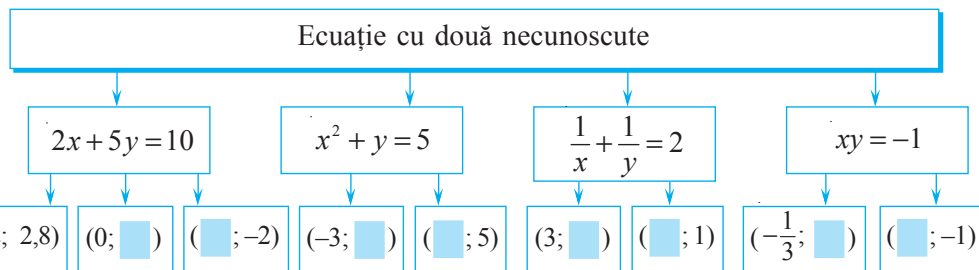 Ecuație cu două necunoscute
2x + 5y = 10
x² + y = 5
1/x + 1/y = 2
xy = −1
; 2,8)
(0; )
( ; −2)
(−3; )
( ; 5)
(3; )
( ; 1)
(−1/3; )
( ; −1)